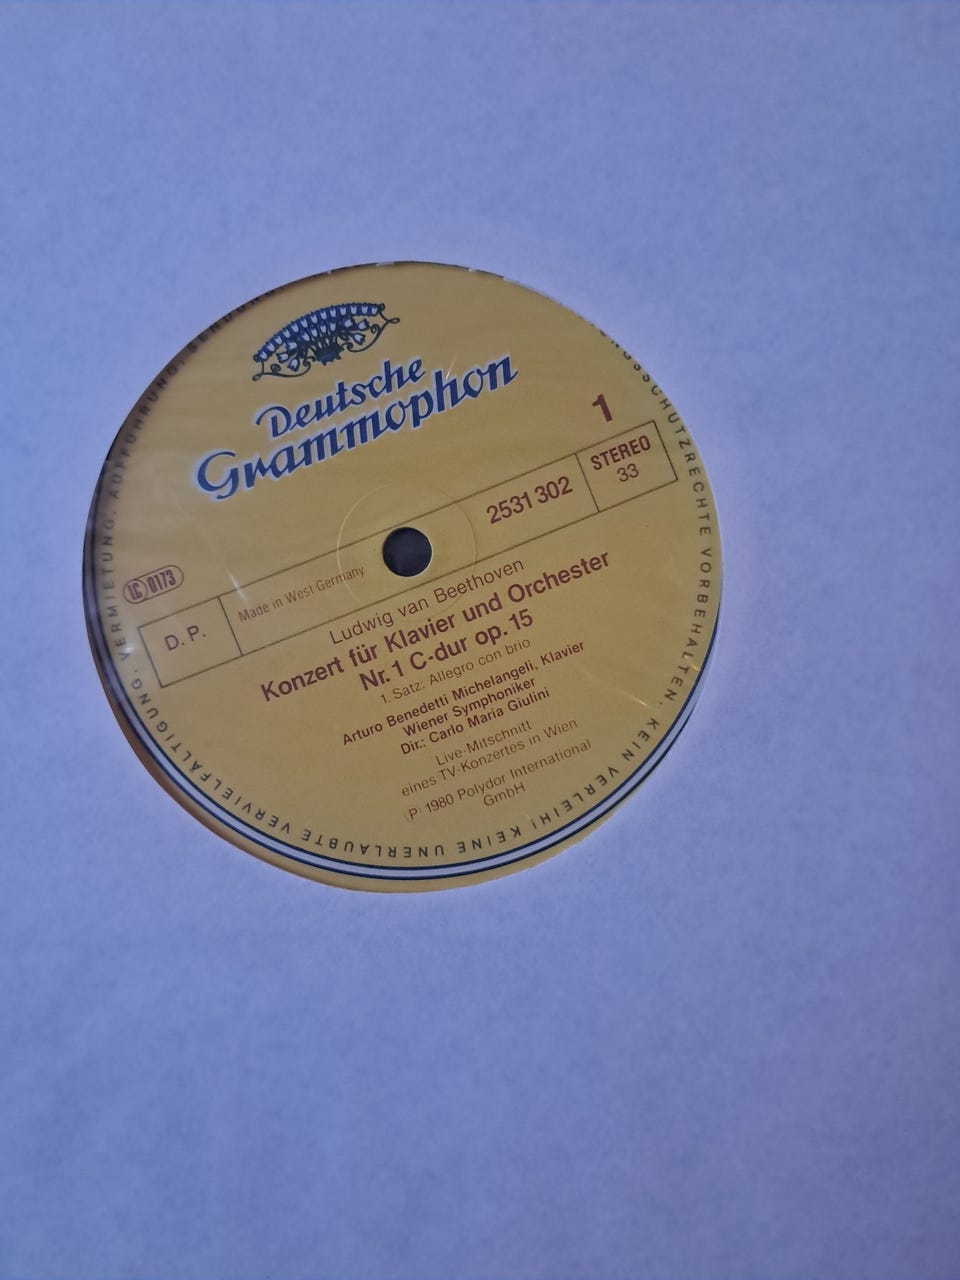 Deutsche
Grammophon
1
STEREO
33
2531 302
Made in West Germany
LC 0173
D. P.
Ludwig van Beethoven
Konzert für Klavier und Orchester
Nr. 1 C-dur op. 15
1. Satz: Allegro con brio
Arturo Benedetti Michelangeli, Klavier
Wiener Symphoniker
Dir.: Carlo Maria Giulini
Live-Mitschnitt
eines TV-Konzertes in Wien
℗ 1980 Polydor International
GmbH
SCHUTZRECHTE VORBEHALTEN. KEIN VERLEIH! KEINE UNERLAUBTE VERVIELFÄLTIGUNG, VERMIETUNG, AUFFÜHRUNG, SENDUNG